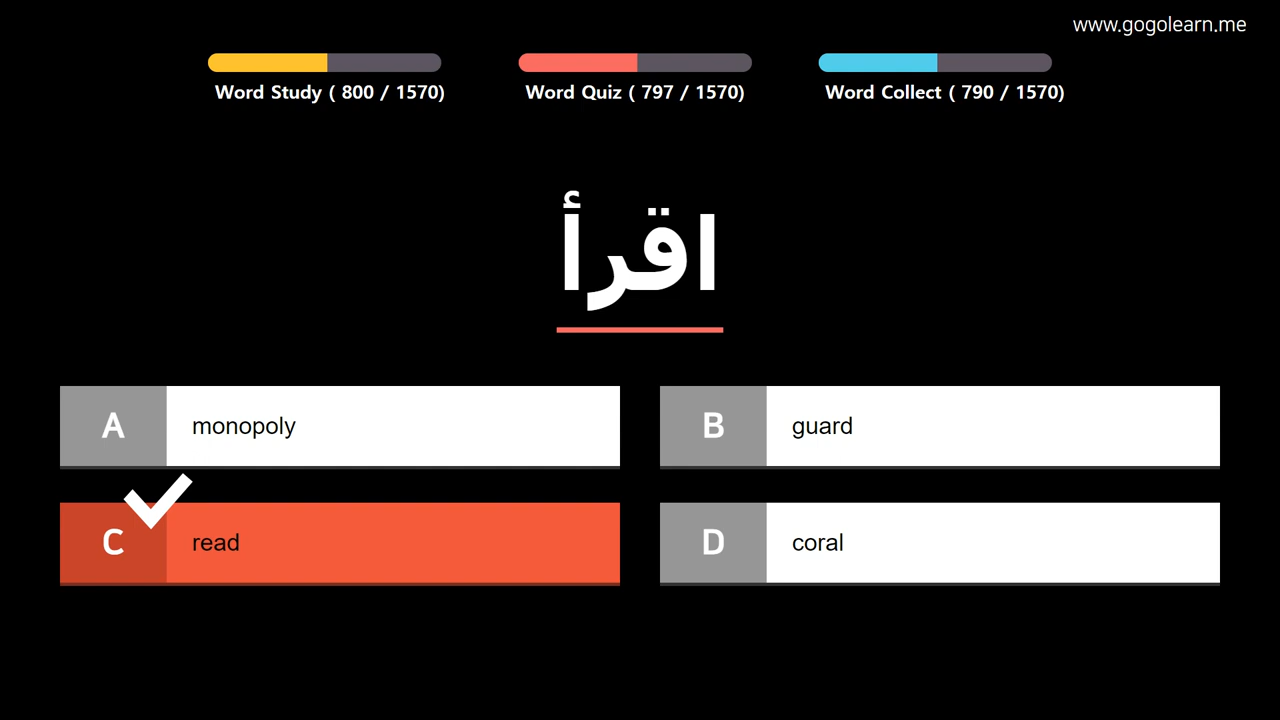 www.gogolearn.me
Word Study ( 800 / 1570)
Word Quiz ( 797 / 1570)
Word Collect ( 790 / 1570)
اقرأ
A monopoly
B guard
C read
D coral